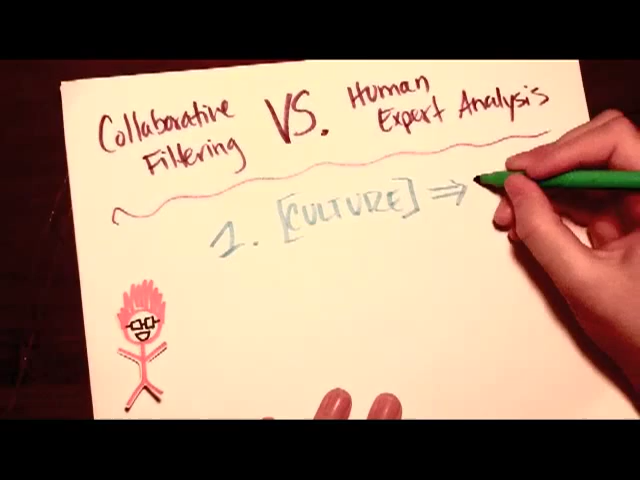 Collaborative
Filtering
VS.
Human
Expert Analysis
1. [CULTURE] ⇒